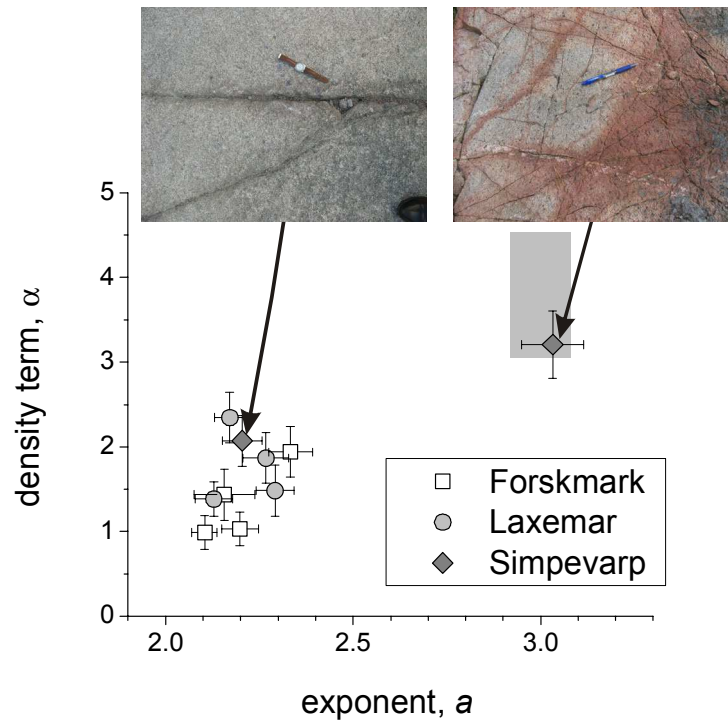 5
4
3
2
1
0
density term, α
2.0
2.5
3.0
exponent, a
Forskmark
Laxemar
Simpevarp